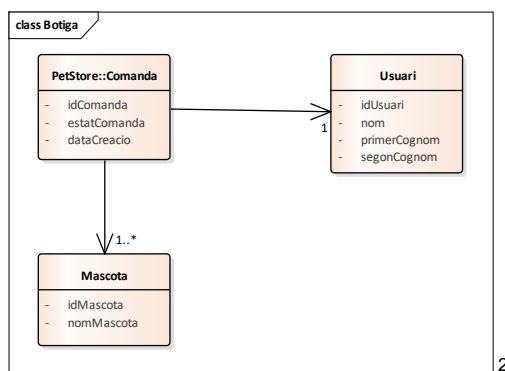 class Botiga
PetStore::Comanda
- idComanda
- estatComanda
- dataCreacio
Usuari
- idUsuari
- nom
- primerCognom
- segonCognom
1
1..*
Mascota
- idMascota
- nomMascota
2